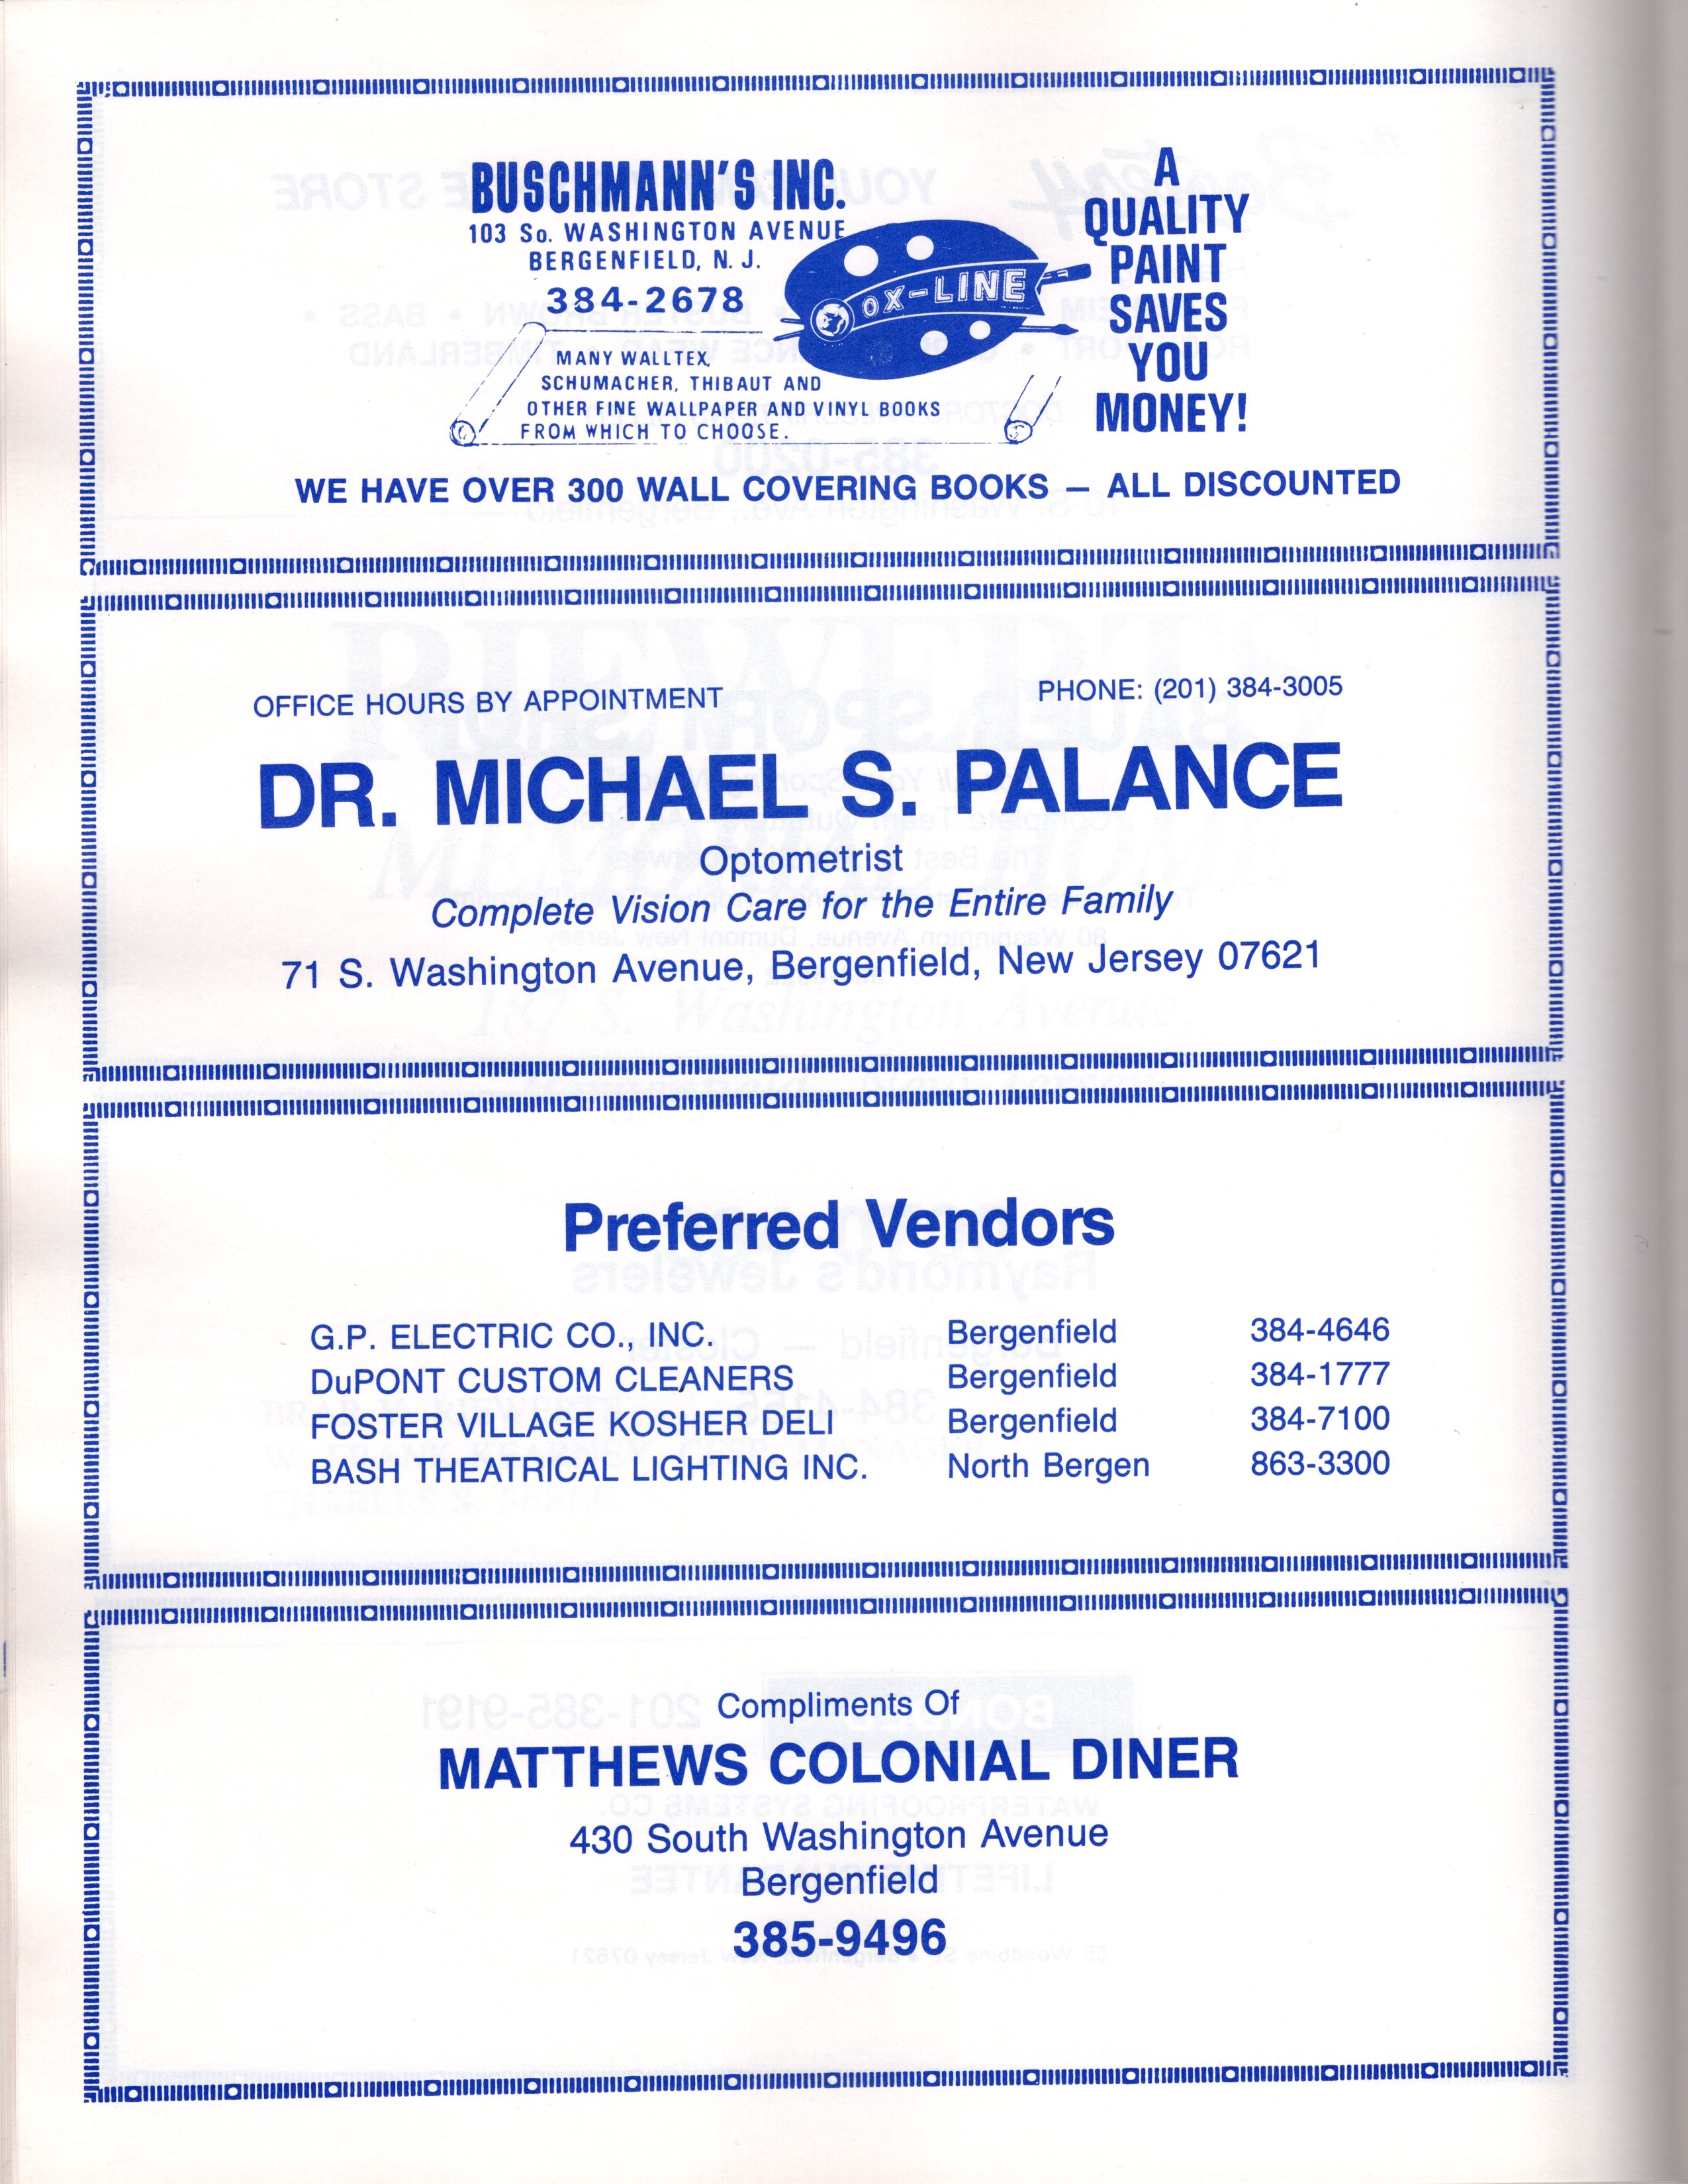 BUSCHMANN'S INC.
103 So. WASHINGTON AVENUE
BERGENFIELD, N. J.
384-2678
OX-LINE
MANY WALLTEX,
SCHUMACHER, THIBAUT AND
OTHER FINE WALLPAPER AND VINYL BOOKS
FROM WHICH TO CHOOSE.
A
QUALITY
PAINT
SAVES
YOU
MONEY!
WE HAVE OVER 300 WALL COVERING BOOKS — ALL DISCOUNTED
OFFICE HOURS BY APPOINTMENT
PHONE: (201) 384-3005
DR. MICHAEL S. PALANCE
Optometrist
Complete Vision Care for the Entire Family
71 S. Washington Avenue, Bergenfield, New Jersey 07621
Preferred Vendors
G.P. ELECTRIC CO., INC. Bergenfield 384-4646
DuPONT CUSTOM CLEANERS Bergenfield 384-1777
FOSTER VILLAGE KOSHER DELI Bergenfield 384-7100
BASH THEATRICAL LIGHTING INC. North Bergen 863-3300
Compliments Of
MATTHEWS COLONIAL DINER
430 South Washington Avenue
Bergenfield
385-9496